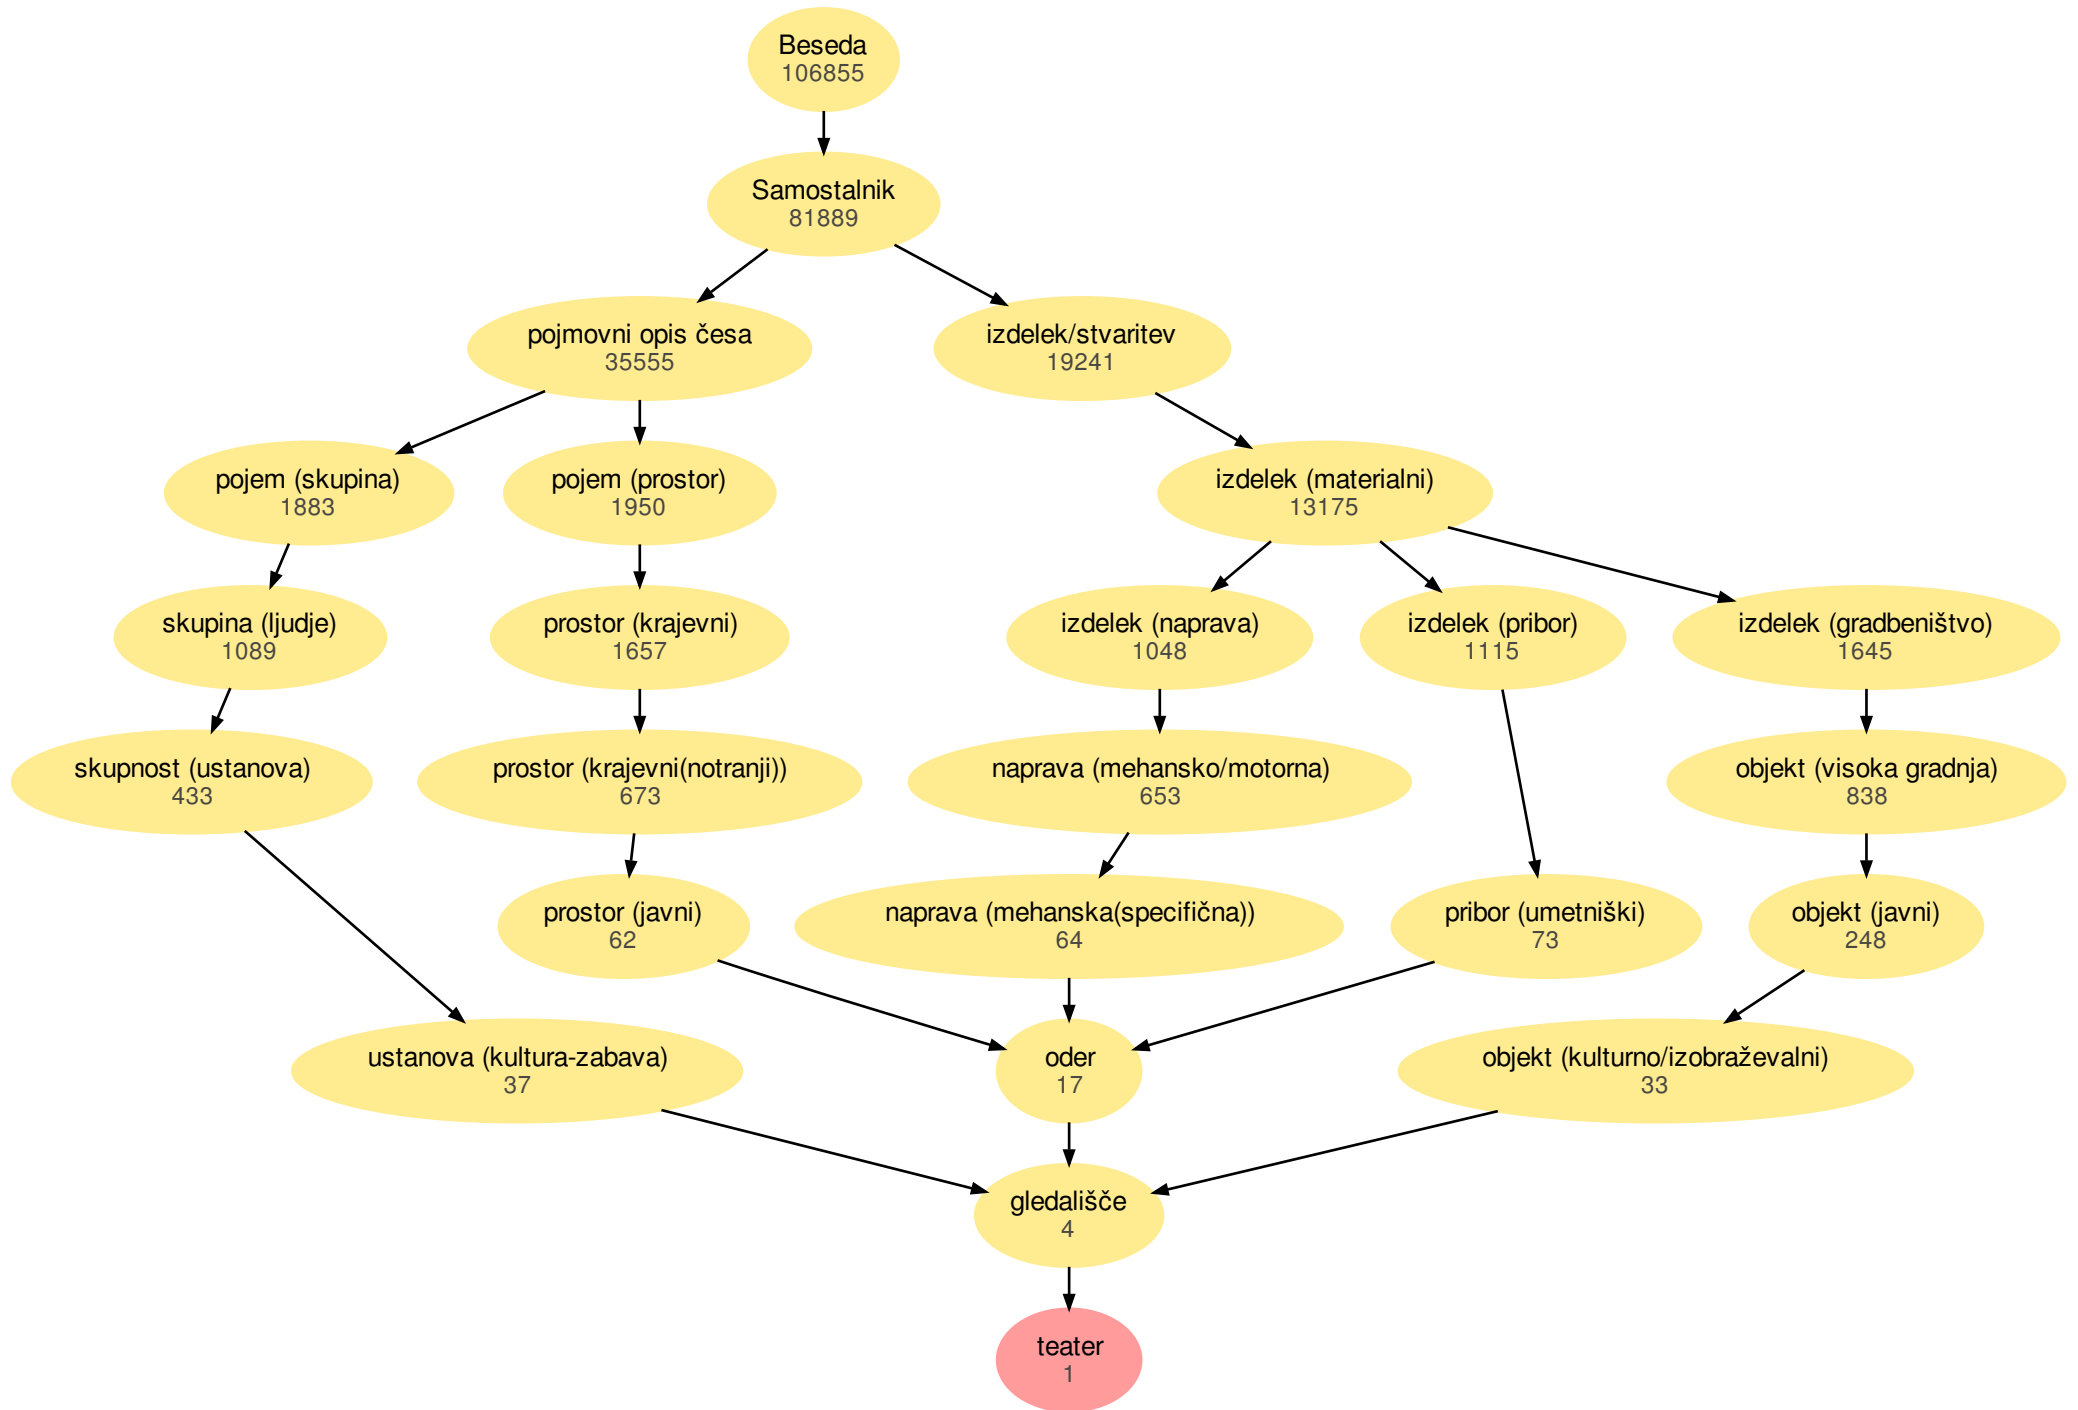 Beseda
106855
Samostalnik
81889
pojmovni opis česa
35555
izdelek/stvaritev
19241
pojem (skupina)
1883
pojem (prostor)
1950
izdelek (materialni)
13175
skupina (ljudje)
1089
prostor (krajevni)
1657
izdelek (naprava)
1048
izdelek (pribor)
1115
izdelek (gradbeništvo)
1645
skupnost (ustanova)
433
prostor (krajevni(notranji))
673
naprava (mehansko/motorna)
653
objekt (visoka gradnja)
838
prostor (javni)
62
naprava (mehanska(specifična))
64
pribor (umetniški)
73
objekt (javni)
248
ustanova (kultura-zabava)
37
oder
17
objekt (kulturno/izobraževalni)
33
gledališče
4
teater
1